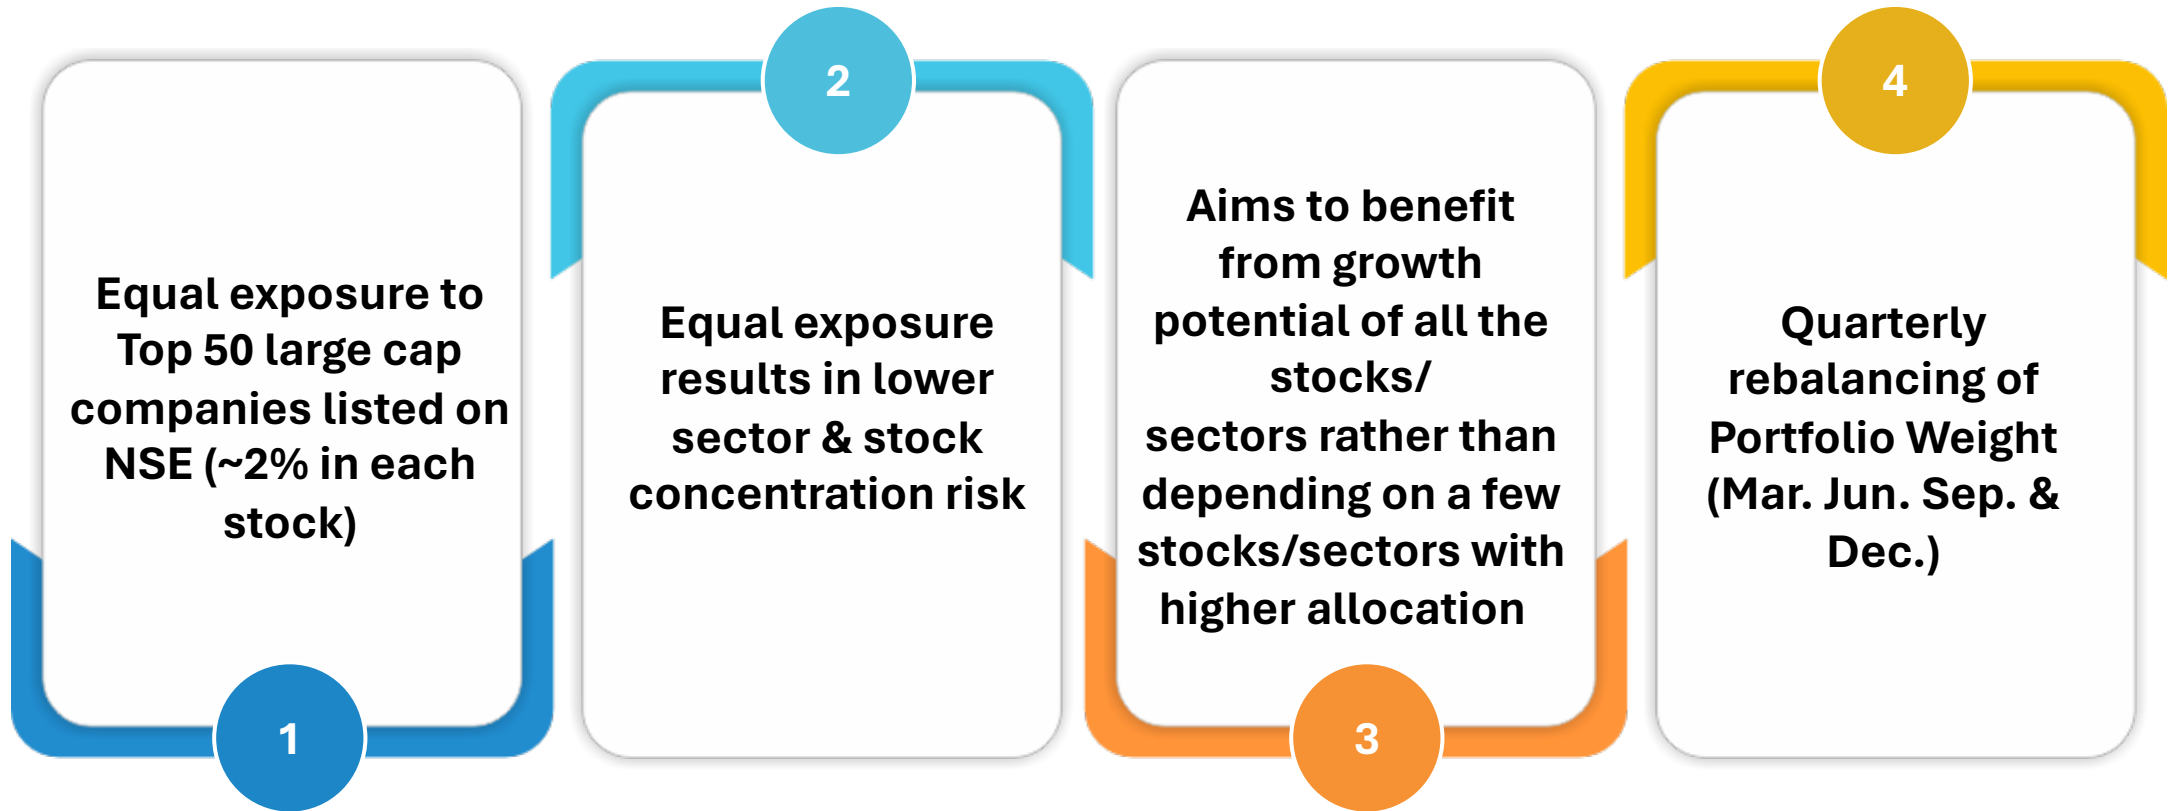 Equal exposure to
Top 50 large cap
companies listed on
NSE (~2% in each
stock)
1
2
Equal exposure
results in lower
sector & stock
concentration risk
Aims to benefit
from growth
potential of all the
stocks/
sectors rather than
depending on a few
stocks/sectors with
higher allocation
3
4
Quarterly
rebalancing of
Portfolio Weight
(Mar. Jun. Sep. &
Dec.)